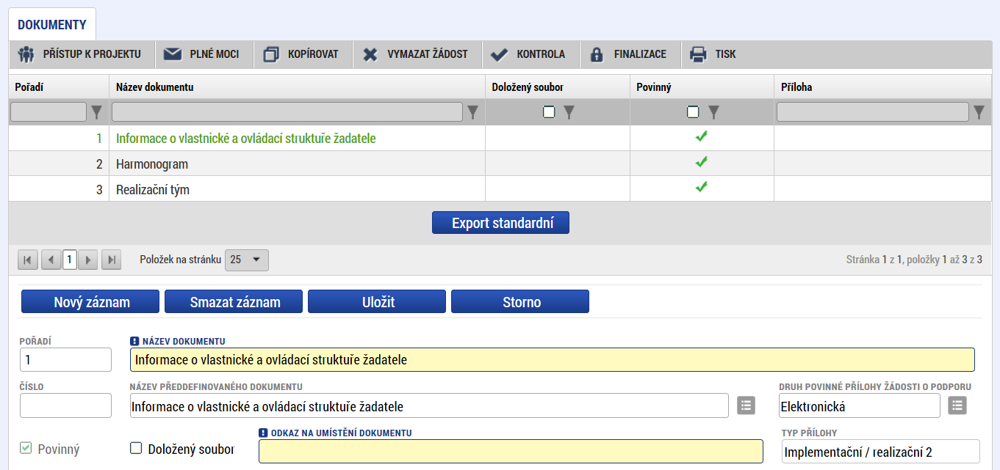 DOKUMENTY
PŘÍSTUP K PROJEKTU PLNÉ MOCI KOPÍROVAT VYMAZAT ŽÁDOST KONTROLA FINALIZACE TISK
Pořadí Název dokumentu Doložený soubor Povinný Příloha
1 Informace o vlastnické a ovládací struktuře žadatele
2 Harmonogram
3 Realizační tým
Export standardní
1 Položek na stránku 25 Stránka 1 z 1, položky 1 až 3 z 3
Nový záznam Smazat záznam Uložit Storno
POŘADÍ NÁZEV DOKUMENTU
1 Informace o vlastnické a ovládací struktuře žadatele
ČÍSLO NÁZEV PŘEDDEFINOVANÉHO DOKUMENTU DRUH POVINNÉ PŘÍLOHY ŽÁDOSTI O PODPORU
Informace o vlastnické a ovládací struktuře žadatele Elektronická
ODKAZ NA UMÍSTĚNÍ DOKUMENTU TYP PŘÍLOHY
Povinný Doložený soubor Implementační / realizační 2